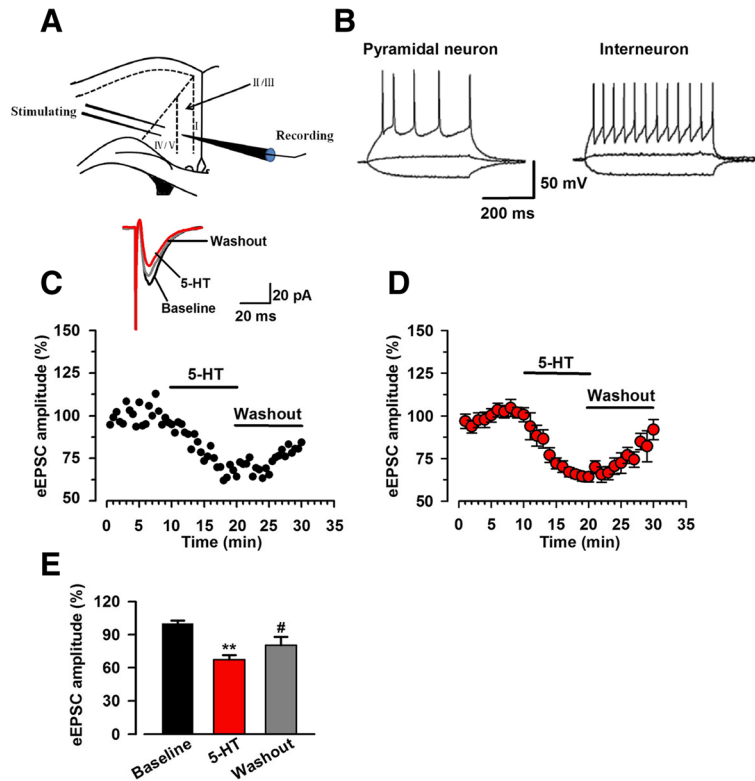 A
II/III
Stimulating
II
IV/V
Recording
B
Pyramidal neuron
Interneuron
50 mV
200 ms
C
Washout
5-HT
Baseline
20 pA
20 ms
eEPSC amplitude (%)
150
125
100
75
50
5-HT
Washout
0 5 10 15 20 25 30 35
Time (min)
D
eEPSC amplitude (%)
150
125
100
75
50
5-HT
Washout
0 5 10 15 20 25 30 35
Time (min)
E
eEPSC amplitude (%)
120
90
60
30
0
**
#
Baseline
5-HT
Washout